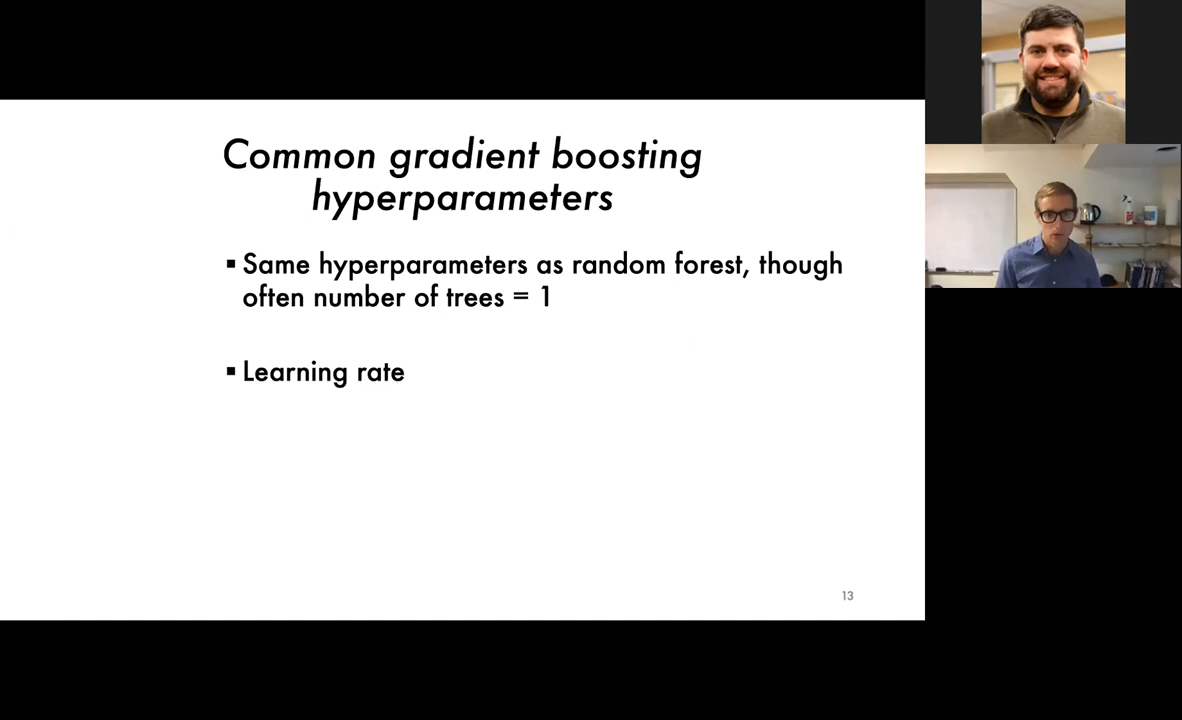 Common gradient boosting
hyperparameters
▪ Same hyperparameters as random forest, though
often number of trees = 1
▪ Learning rate
13